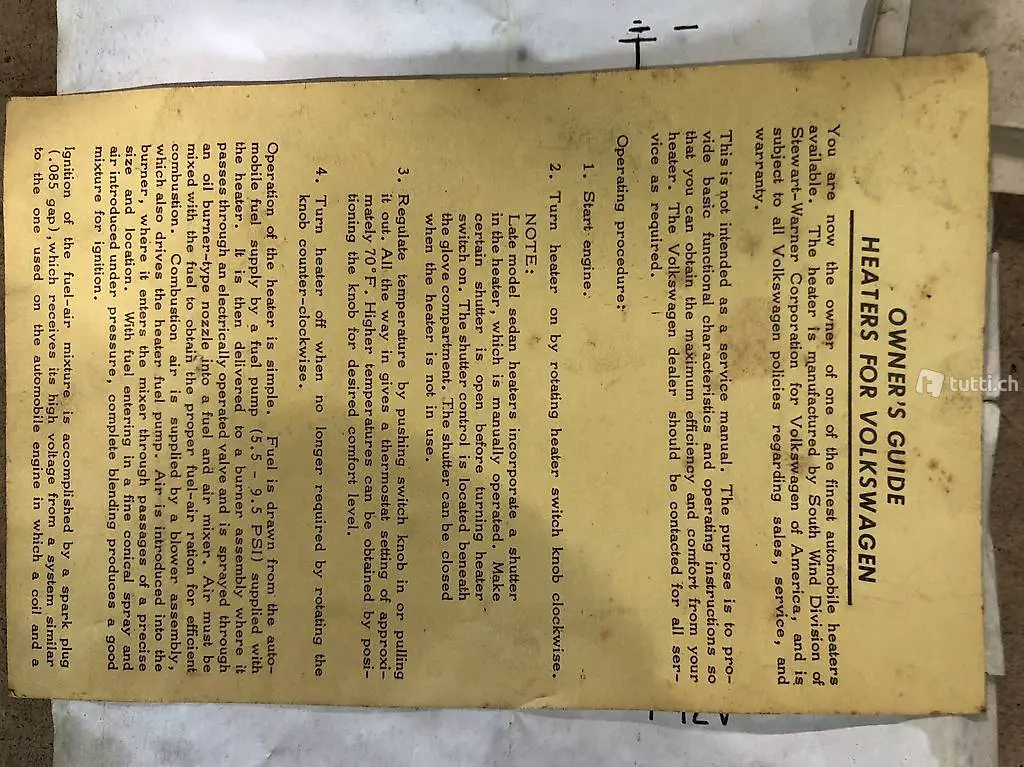 OWNER'S GUIDE
HEATERS FOR VOLKSWAGEN
You are now the owner of one of the finest automobile heaters
available. The heater is manufactured by South Wind Division of
Stewart-Warner Corporation for Volkswagen of America, and is
subject to all Volkswagen policies regarding sales, service, and
warranty.
This is not intended as a service manual. The purpose is to pro-
vide basic functional characteristics and operating instructions so
that you can obtain the maximum efficiency and comfort from your
heater. The Volkswagen dealer should be contacted for all ser-
vice as required.
Operating procedure:
1. Start engine.
2. Turn heater on by rotating heater switch knob clockwise.
NOTE:
Late model sedan heaters incorporate a shutter
in the heater, which is manually operated. Make
certain shutter is open before turning heater
switch on. The shutter control is located beneath
the glove compartment. The shutter can be closed
when the heater is not in use.
3. Regulate temperature by pushing switch knob in or pulling
it out. All the way in gives a thermostat setting of approxi-
mately 70°F. Higher temperatures can be obtained by posi-
tioning the knob for desired comfort level.
4. Turn heater off when no longer required by rotating the
knob counter-clockwise.
Operation of the heater is simple. Fuel is drawn from the auto-
mobile fuel supply by a fuel pump (5.5 - 9.5 PSI) supplied with
the heater. It is then delivered to a burner assembly where it
passes through an electrically operated valve and is sprayed through
an oil burner-type nozzle into a fuel and air mixer. Air must be
mixed with the fuel to obtain the proper fuel-air ration for efficient
combustion. Combustion air is supplied by a blower assembly,
which also drives the heater fuel pump. Air is introduced into the
burner, where it enters the mixer through passages of a precise
size and location. With fuel entering in a fine conical spray and
air introduced under pressure, complete blending produces a good
mixture for ignition.
Ignition of the fuel-air mixture is accomplished by a spark plug
(.085 gap), which receives its high voltage from a system similar
to the one used on the automobile engine in which a coil and a
tutti.ch